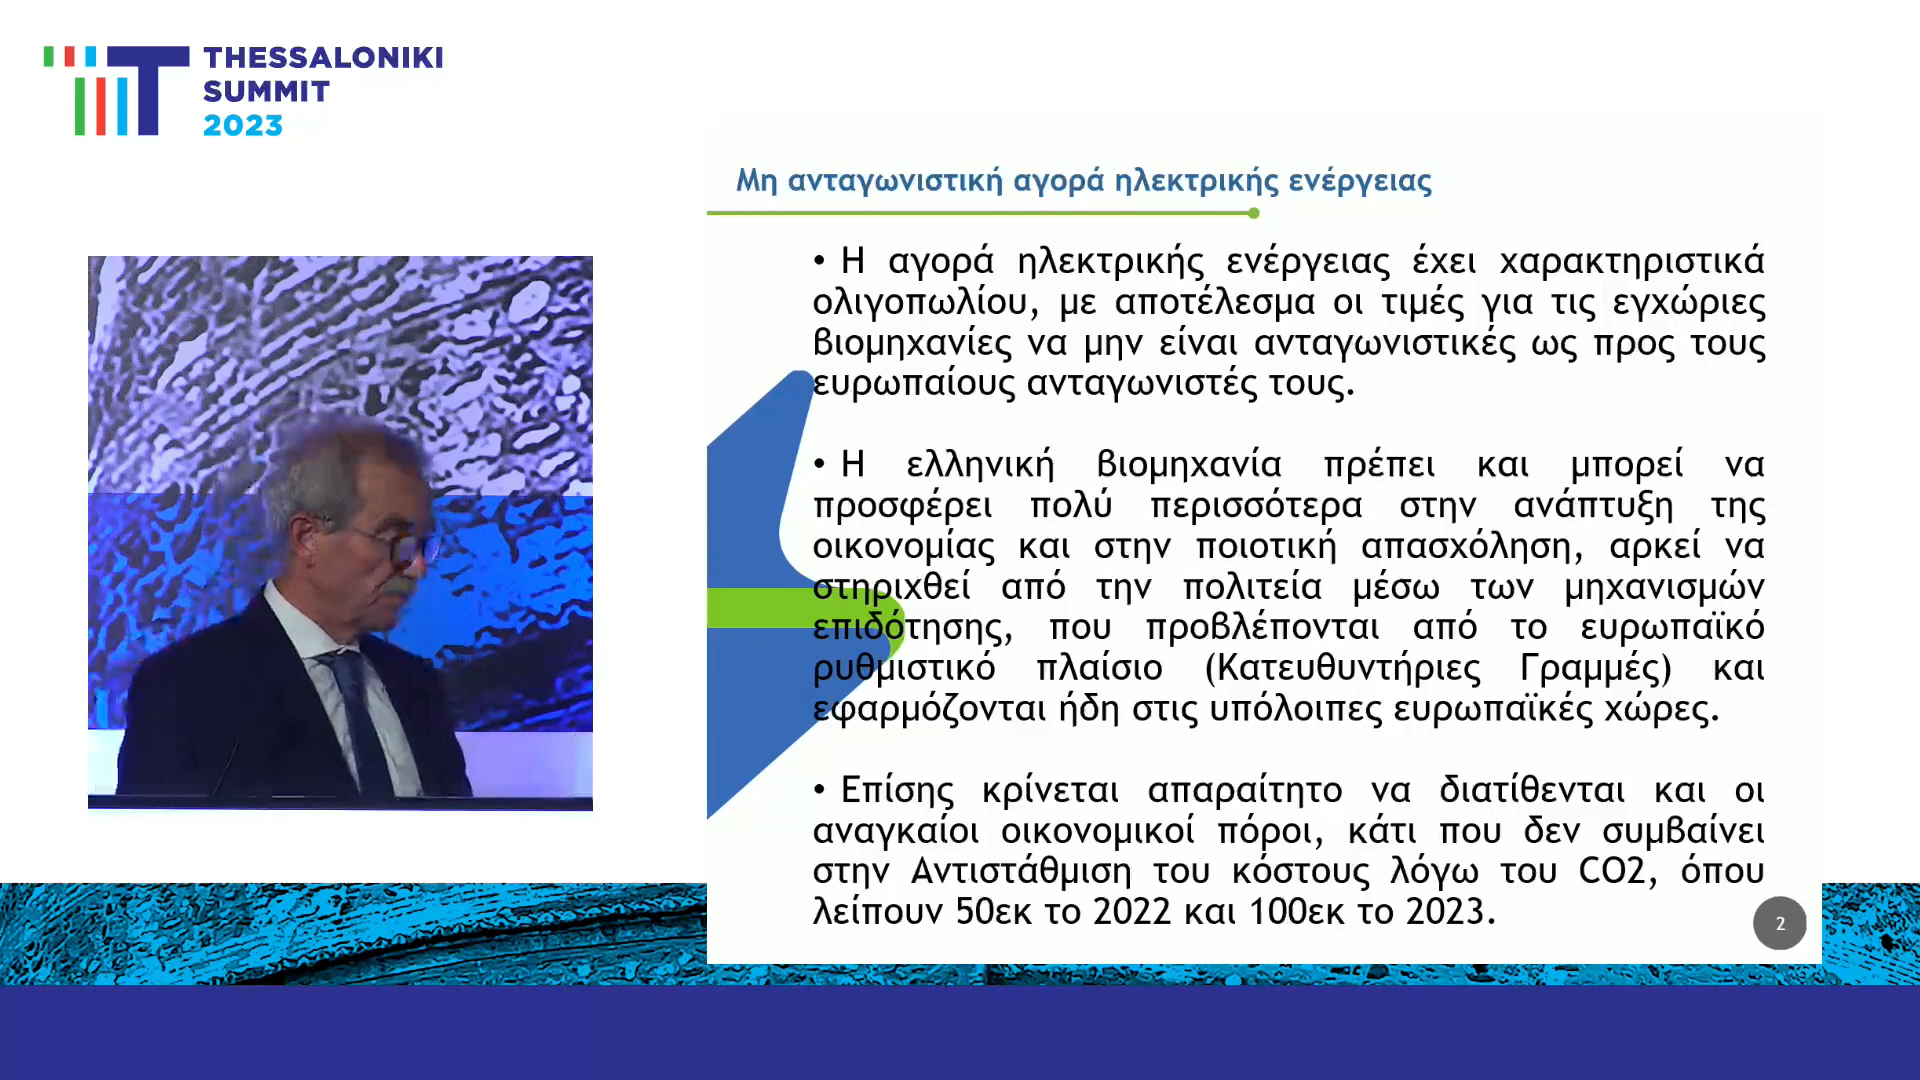 THESSALONIKI
SUMMIT
2023
Μη ανταγωνιστική αγορά ηλεκτρικής ενέργειας
• Η αγορά ηλεκτρικής ενέργειας έχει χαρακτηριστικά
ολιγοπωλίου, με αποτέλεσμα οι τιμές για τις εγχώριες
βιομηχανίες να μην είναι ανταγωνιστικές ως προς τους
ευρωπαίους ανταγωνιστές τους.
• Η ελληνική βιομηχανία πρέπει και μπορεί να
προσφέρει πολύ περισσότερα στην ανάπτυξη της
οικονομίας και στην ποιοτική απασχόληση, αρκεί να
στηριχθεί από την πολιτεία μέσω των μηχανισμών
επιδότησης, που προβλέπονται από το ευρωπαϊκό
ρυθμιστικό πλαίσιο (Κατευθυντήριες Γραμμές) και
εφαρμόζονται ήδη στις υπόλοιπες ευρωπαϊκές χώρες.
• Επίσης κρίνεται απαραίτητο να διατίθενται και οι
αναγκαίοι οικονομικοί πόροι, κάτι που δεν συμβαίνει
στην Αντιστάθμιση του κόστους λόγω του CO2, όπου
λείπουν 50εκ το 2022 και 100εκ το 2023.
2